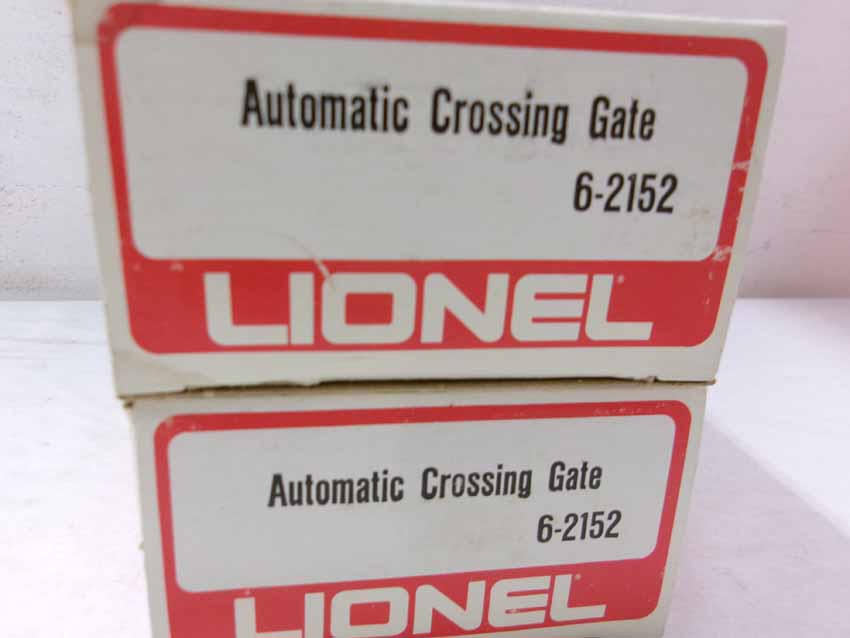 Automatic Crossing Gate
6-2152
LIONEL
Automatic Crossing Gate
6-2152
LIONEL